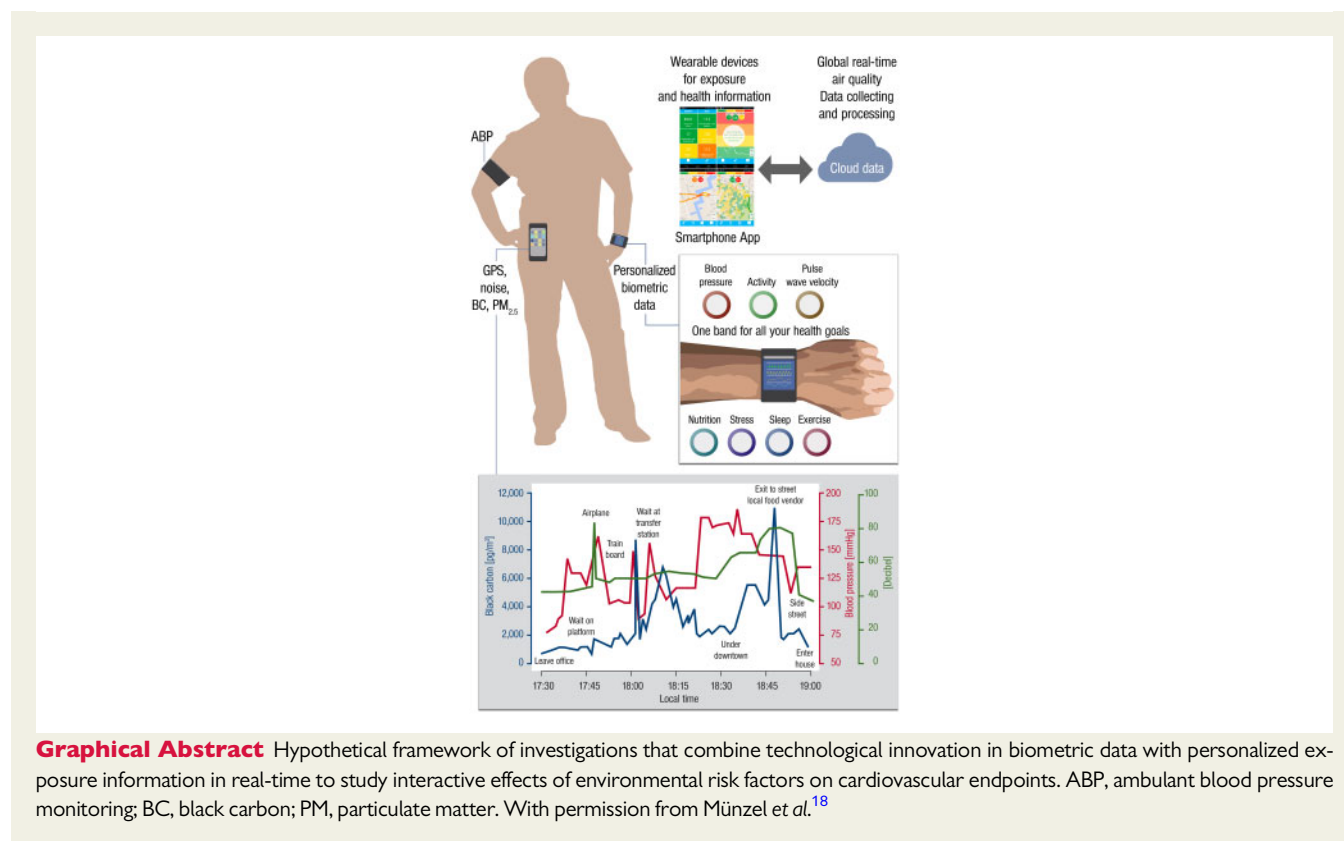 Wearable devices
for exposure
and health information
Global real-time
air quality
Data collecting
and processing
ABP
Cloud data
Smartphone App
GPS,
noise,
BC, PM2.5
Personalized
biometric
data
Blood
pressure
Activity
Pulse
wave velocity
One band for all your health goals
Nutrition
Stress
Sleep
Exercise
12,000
10,000
8,000
6,000
4,000
2,000
0
Black carbon [pg/m³]
Airplane
Train
board
Wait at
transfer
station
Exit to street
local food vendor
Wait on
platform
Leave office
Under
downtown
Side
street
Enter
house
200
175
150
125
100
75
50
Blood pressure [mmHg]
100
80
60
40
20
0
[Decibel]
17:30
17:45
18:00
18:15
18:30
18:45
19:00
Local time
Graphical Abstract Hypothetical framework of investigations that combine technological innovation in biometric data with personalized ex-
posure information in real-time to study interactive effects of environmental risk factors on cardiovascular endpoints. ABP, ambulant blood pressure
monitoring; BC, black carbon; PM, particulate matter. With permission from Münzel et al.18